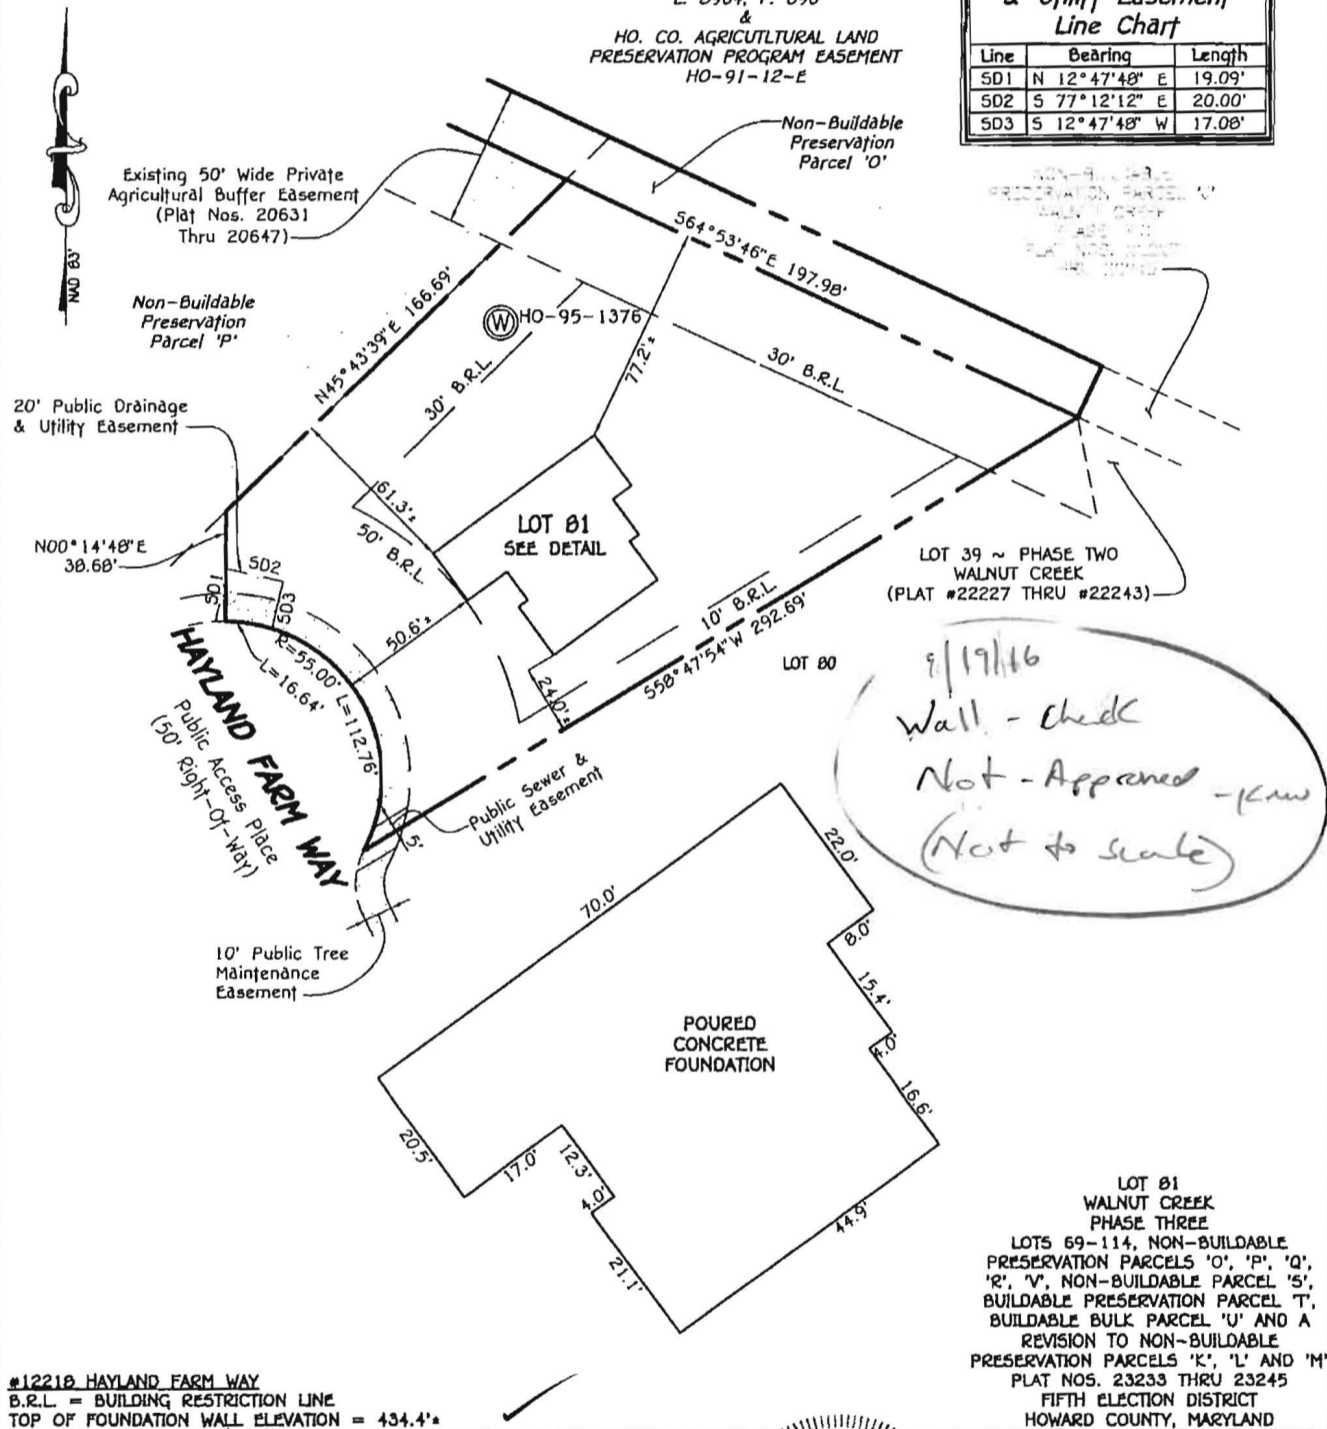 &
HO. CO. AGRICUTLTURAL LAND
PRESERVATION PROGRAM EASEMENT
HO-91-12-E
& Utility Easement
Line Chart
Line Bearing Length
SD1 N 12°47'48" E 19.09'
SD2 S 77°12'12" E 20.00'
SD3 S 12°47'48" W 17.08'
NAD 83'
Existing 50' Wide Private
Agricultural Buffer Easement
(Plat Nos. 20631
Thru 20647)
Non-Buildable
Preservation
Parcel 'O'
Non-Buildable
Preservation
Parcel 'P'
S64°53'46"E 197.98'
N45°43'39"E 166.69'
W HO-95-1376
30' B.R.L.
30' B.R.L.
77.2'±
20' Public Drainage
& Utility Easement
61.3'±
50' B.R.L.
LOT 81
SEE DETAIL
N00°14'48"E
38.68'
SD2
SD1
SD3
50.6'±
10' B.R.L.
S58°47'54"W 292.69'
24.0'±
LOT 39 ~ PHASE TWO
WALNUT CREEK
(PLAT #22227 THRU #22243)
LOT 80
R=55.00' L=112.76'
L=16.64'
HAYLAND FARM WAY
Public Access Place
(50' Right-Of-Way)
Public Sewer &
Utility Easement
5'
10' Public Tree
Maintenance
Easement
9/19/16
Wall - Check
Not - Approved
(Not to scale)
70.0'
22.0'
8.0'
15.4'
4.0'
16.6'
POURED
CONCRETE
FOUNDATION
20.5'
17.0'
12.3'
4.0'
21.1'
44.9'
LOT 81
WALNUT CREEK
PHASE THREE
LOTS 69-114, NON-BUILDABLE
PRESERVATION PARCELS 'O', 'P', 'Q',
'R', 'V', NON-BUILDABLE PARCEL 'S',
BUILDABLE PRESERVATION PARCEL 'T',
BUILDABLE BULK PARCEL 'U' AND A
REVISION TO NON-BUILDABLE
PRESERVATION PARCELS 'K', 'L' AND 'M'
PLAT NOS. 23233 THRU 23245
FIFTH ELECTION DISTRICT
HOWARD COUNTY, MARYLAND
#12218 HAYLAND FARM WAY
B.R.L. = BUILDING RESTRICTION LINE
TOP OF FOUNDATION WALL ELEVATION = 434.4'±